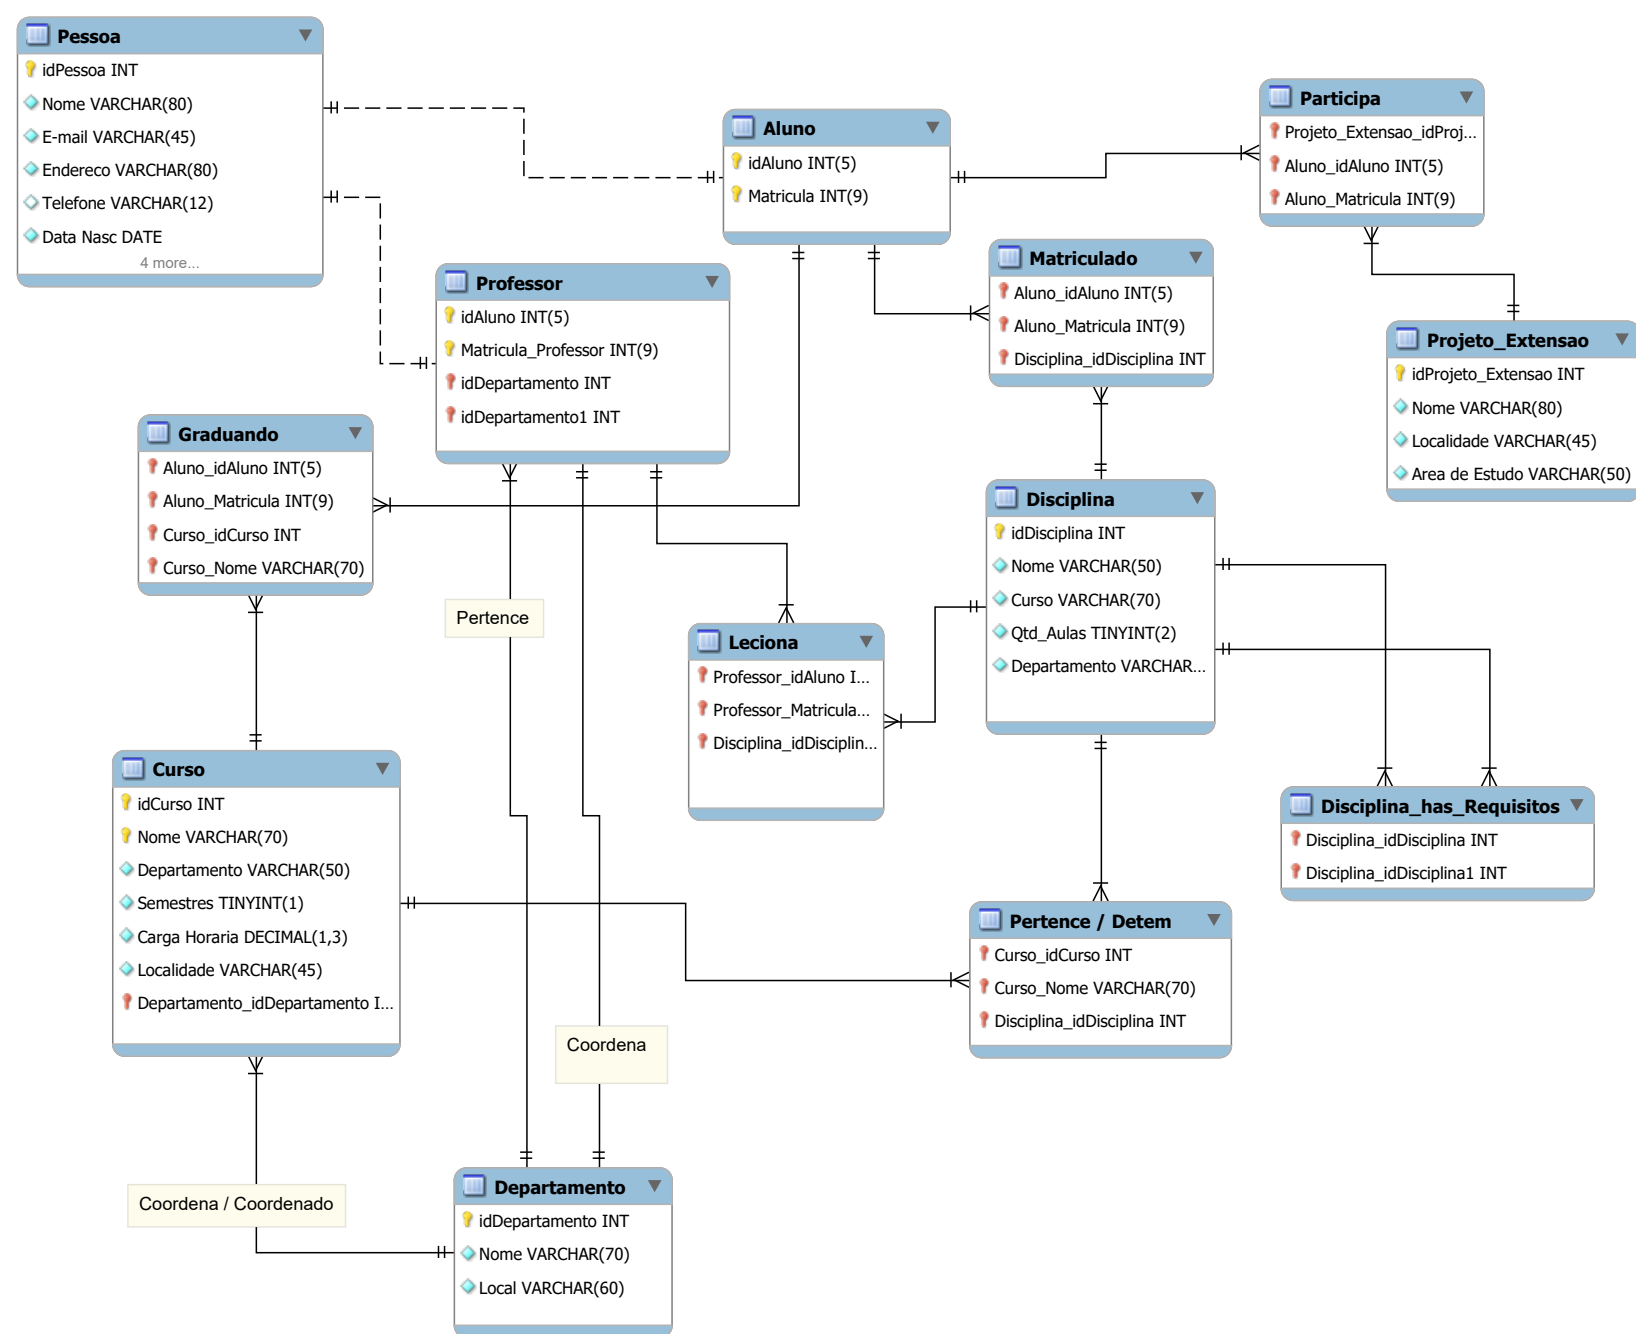 Pessoa
idPessoa INT
Nome VARCHAR(80)
E-mail VARCHAR(45)
Endereco VARCHAR(80)
Telefone VARCHAR(12)
Data Nasc DATE
4 more...
Aluno
idAluno INT(5)
Matricula INT(9)
Participa
Projeto_Extensao_idProj...
Aluno_idAluno INT(5)
Aluno_Matricula INT(9)
Professor
idAluno INT(5)
Matricula_Professor INT(9)
idDepartamento INT
idDepartamento1 INT
Matriculado
Aluno_idAluno INT(5)
Aluno_Matricula INT(9)
Disciplina_idDisciplina INT
Projeto_Extensao
idProjeto_Extensao INT
Nome VARCHAR(80)
Localidade VARCHAR(45)
Area de Estudo VARCHAR(50)
Graduando
Aluno_idAluno INT(5)
Aluno_Matricula INT(9)
Curso_idCurso INT
Curso_Nome VARCHAR(70)
Disciplina
idDisciplina INT
Nome VARCHAR(50)
Curso VARCHAR(70)
Qtd_Aulas TINYINT(2)
Departamento VARCHAR...
Pertence
Leciona
Professor_idAluno I...
Professor_Matricula...
Disciplina_idDisciplin...
Curso
idCurso INT
Nome VARCHAR(70)
Departamento VARCHAR(50)
Semestres TINYINT(1)
Carga Horaria DECIMAL(1,3)
Localidade VARCHAR(45)
Departamento_idDepartamento I...
Disciplina_has_Requisitos
Disciplina_idDisciplina INT
Disciplina_idDisciplina1 INT
Pertence / Detem
Curso_idCurso INT
Curso_Nome VARCHAR(70)
Disciplina_idDisciplina INT
Coordena
Coordena / Coordenado
Departamento
idDepartamento INT
Nome VARCHAR(70)
Local VARCHAR(60)